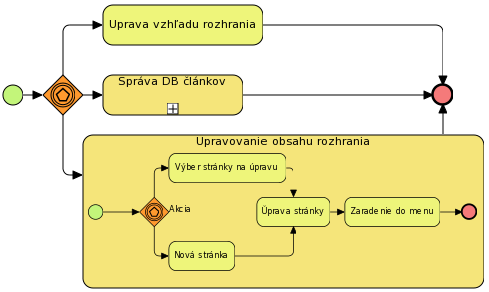 Uprava vzhľadu rozhrania
Správa DB článkov
Upravovanie obsahu rozhrania
Výber stránky na úpravu
Akcia
Úprava stránky
Zaradenie do menu
Nová stránka